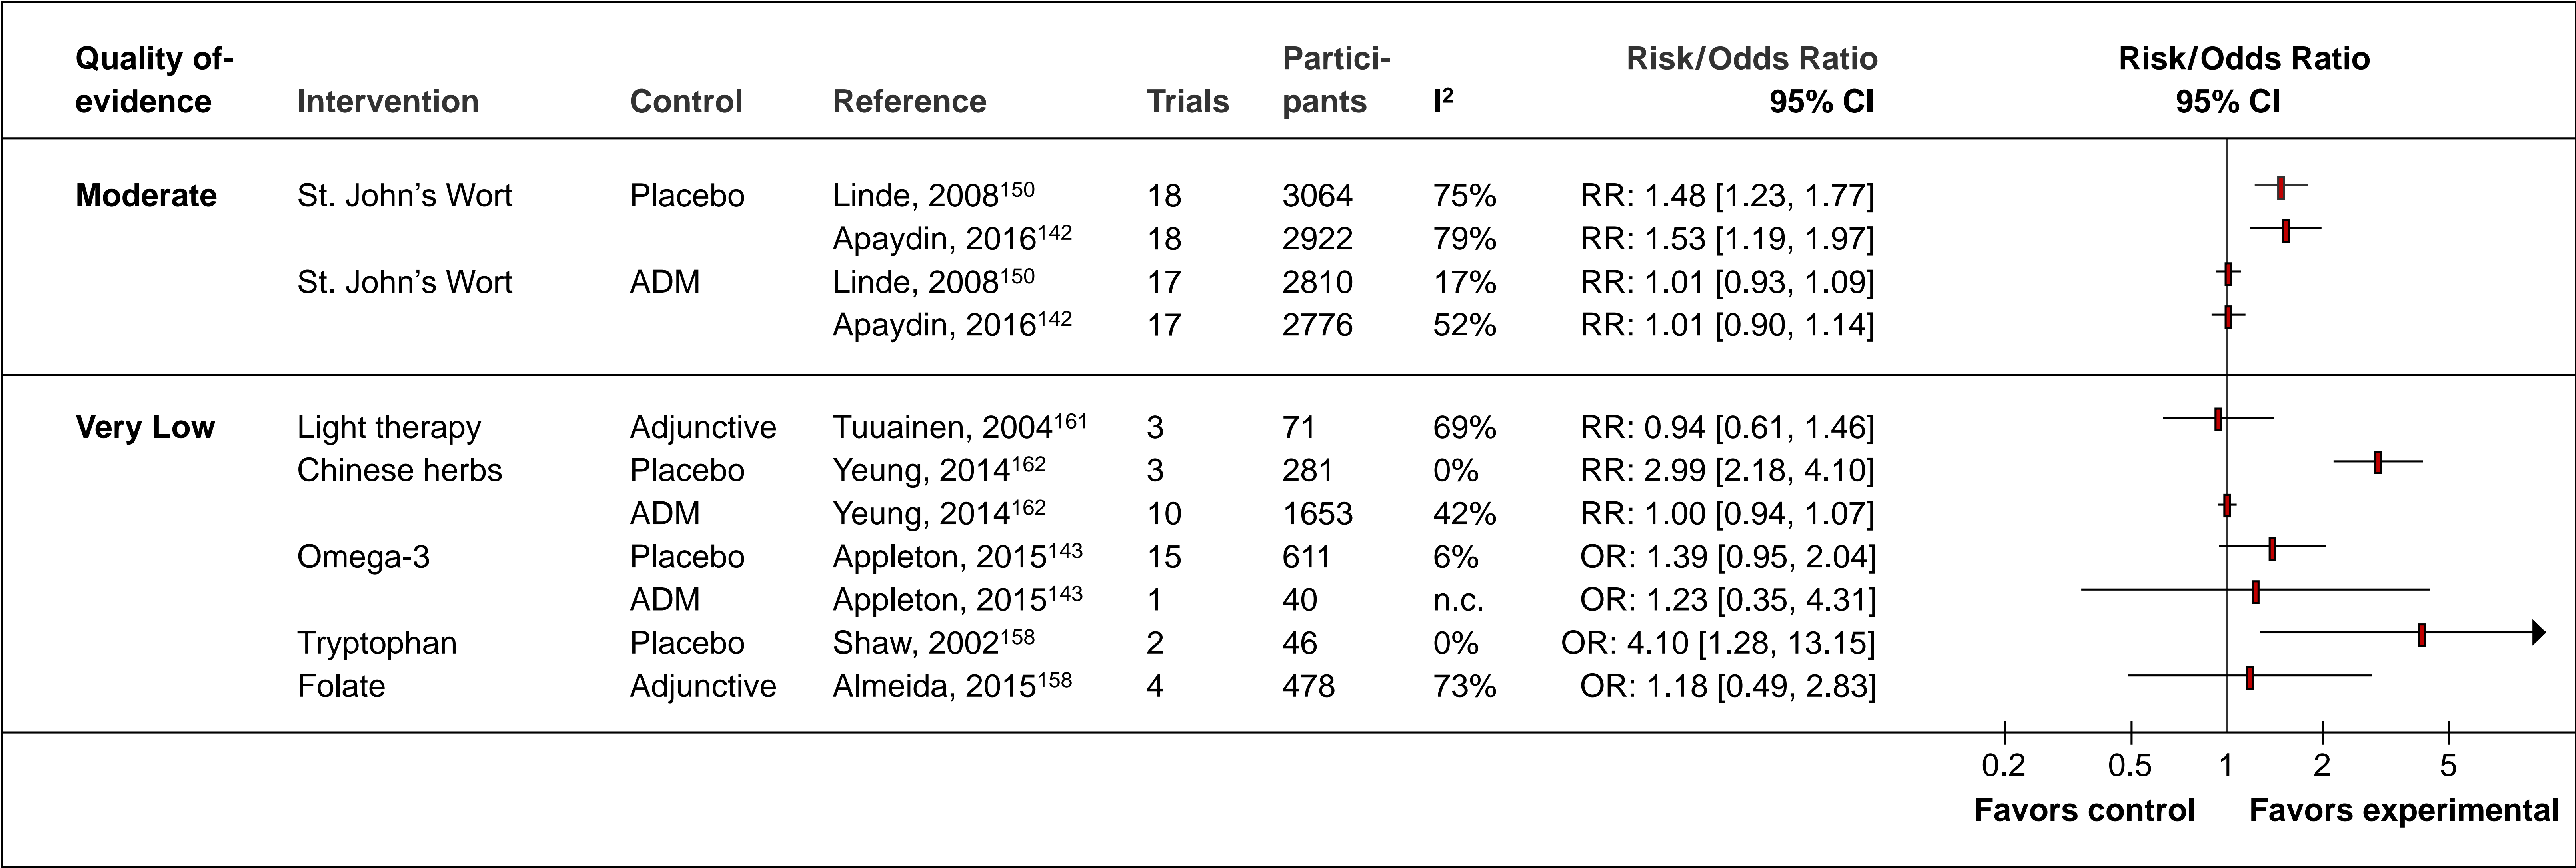 Quality of- Partici- Risk/Odds Ratio Risk/Odds Ratio
evidence Intervention Control Reference Trials pants I² 95% CI 95% CI
Moderate St. John’s Wort Placebo Linde, 2008¹⁵⁰ 18 3064 75% RR: 1.48 [1.23, 1.77]
Apaydin, 2016¹⁴² 18 2922 79% RR: 1.53 [1.19, 1.97]
St. John’s Wort ADM Linde, 2008¹⁵⁰ 17 2810 17% RR: 1.01 [0.93, 1.09]
Apaydin, 2016¹⁴² 17 2776 52% RR: 1.01 [0.90, 1.14]
Very Low Light therapy Adjunctive Tuuainen, 2004¹⁶¹ 3 71 69% RR: 0.94 [0.61, 1.46]
Chinese herbs Placebo Yeung, 2014¹⁶² 3 281 0% RR: 2.99 [2.18, 4.10]
ADM Yeung, 2014¹⁶² 10 1653 42% RR: 1.00 [0.94, 1.07]
Omega-3 Placebo Appleton, 2015¹⁴³ 15 611 6% OR: 1.39 [0.95, 2.04]
ADM Appleton, 2015¹⁴³ 1 40 n.c. OR: 1.23 [0.35, 4.31]
Tryptophan Placebo Shaw, 2002¹⁵⁸ 2 46 0% OR: 4.10 [1.28, 13.15]
Folate Adjunctive Almeida, 2015¹⁵⁸ 4 478 73% OR: 1.18 [0.49, 2.83]
0.2 0.5 1 2 5
Favors control Favors experimental